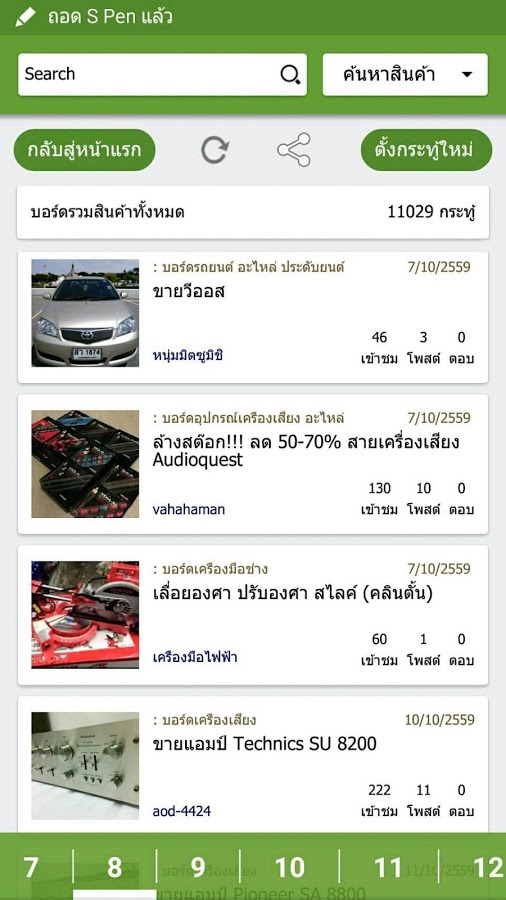 ถอด S Pen แล้ว
Search
ค้นหาสินค้า
กลับสู่หน้าแรก
ตั้งกระทู้ใหม่
บอร์ดรวมสินค้าทั้งหมด 11029 กระทู้
: บอร์ดรถยนต์ อะไหล่ ประดับยนต์ 7/10/2559
ขายวีออส
46 3 0
หนุ่มมิตซูมิชิ เข้าชม โพสต์ ตอบ
: บอร์ดอุปกรณ์เครื่องเสียง อะไหล่ 7/10/2559
ล้างสต๊อก!!! ลด 50-70% สายเครื่องเสียง
Audioquest
130 10 0
vahahaman เข้าชม โพสต์ ตอบ
: บอร์ดเครื่องมือช่าง 7/10/2559
เลื่อยองศา ปรับองศา สไลค์ (คลินตั้น)
60 1 0
เครื่องมือไฟฟ้า เข้าชม โพสต์ ตอบ
: บอร์ดเครื่องเสียง 10/10/2559
ขายแอมป์ Technics SU 8200
222 11 0
aod-4424 เข้าชม โพสต์ ตอบ
7 8 9 10 11 12
: บอร์ดเครื่องเสียง 11/10/2559
ขายแอมป์ Pioneer SA 8800